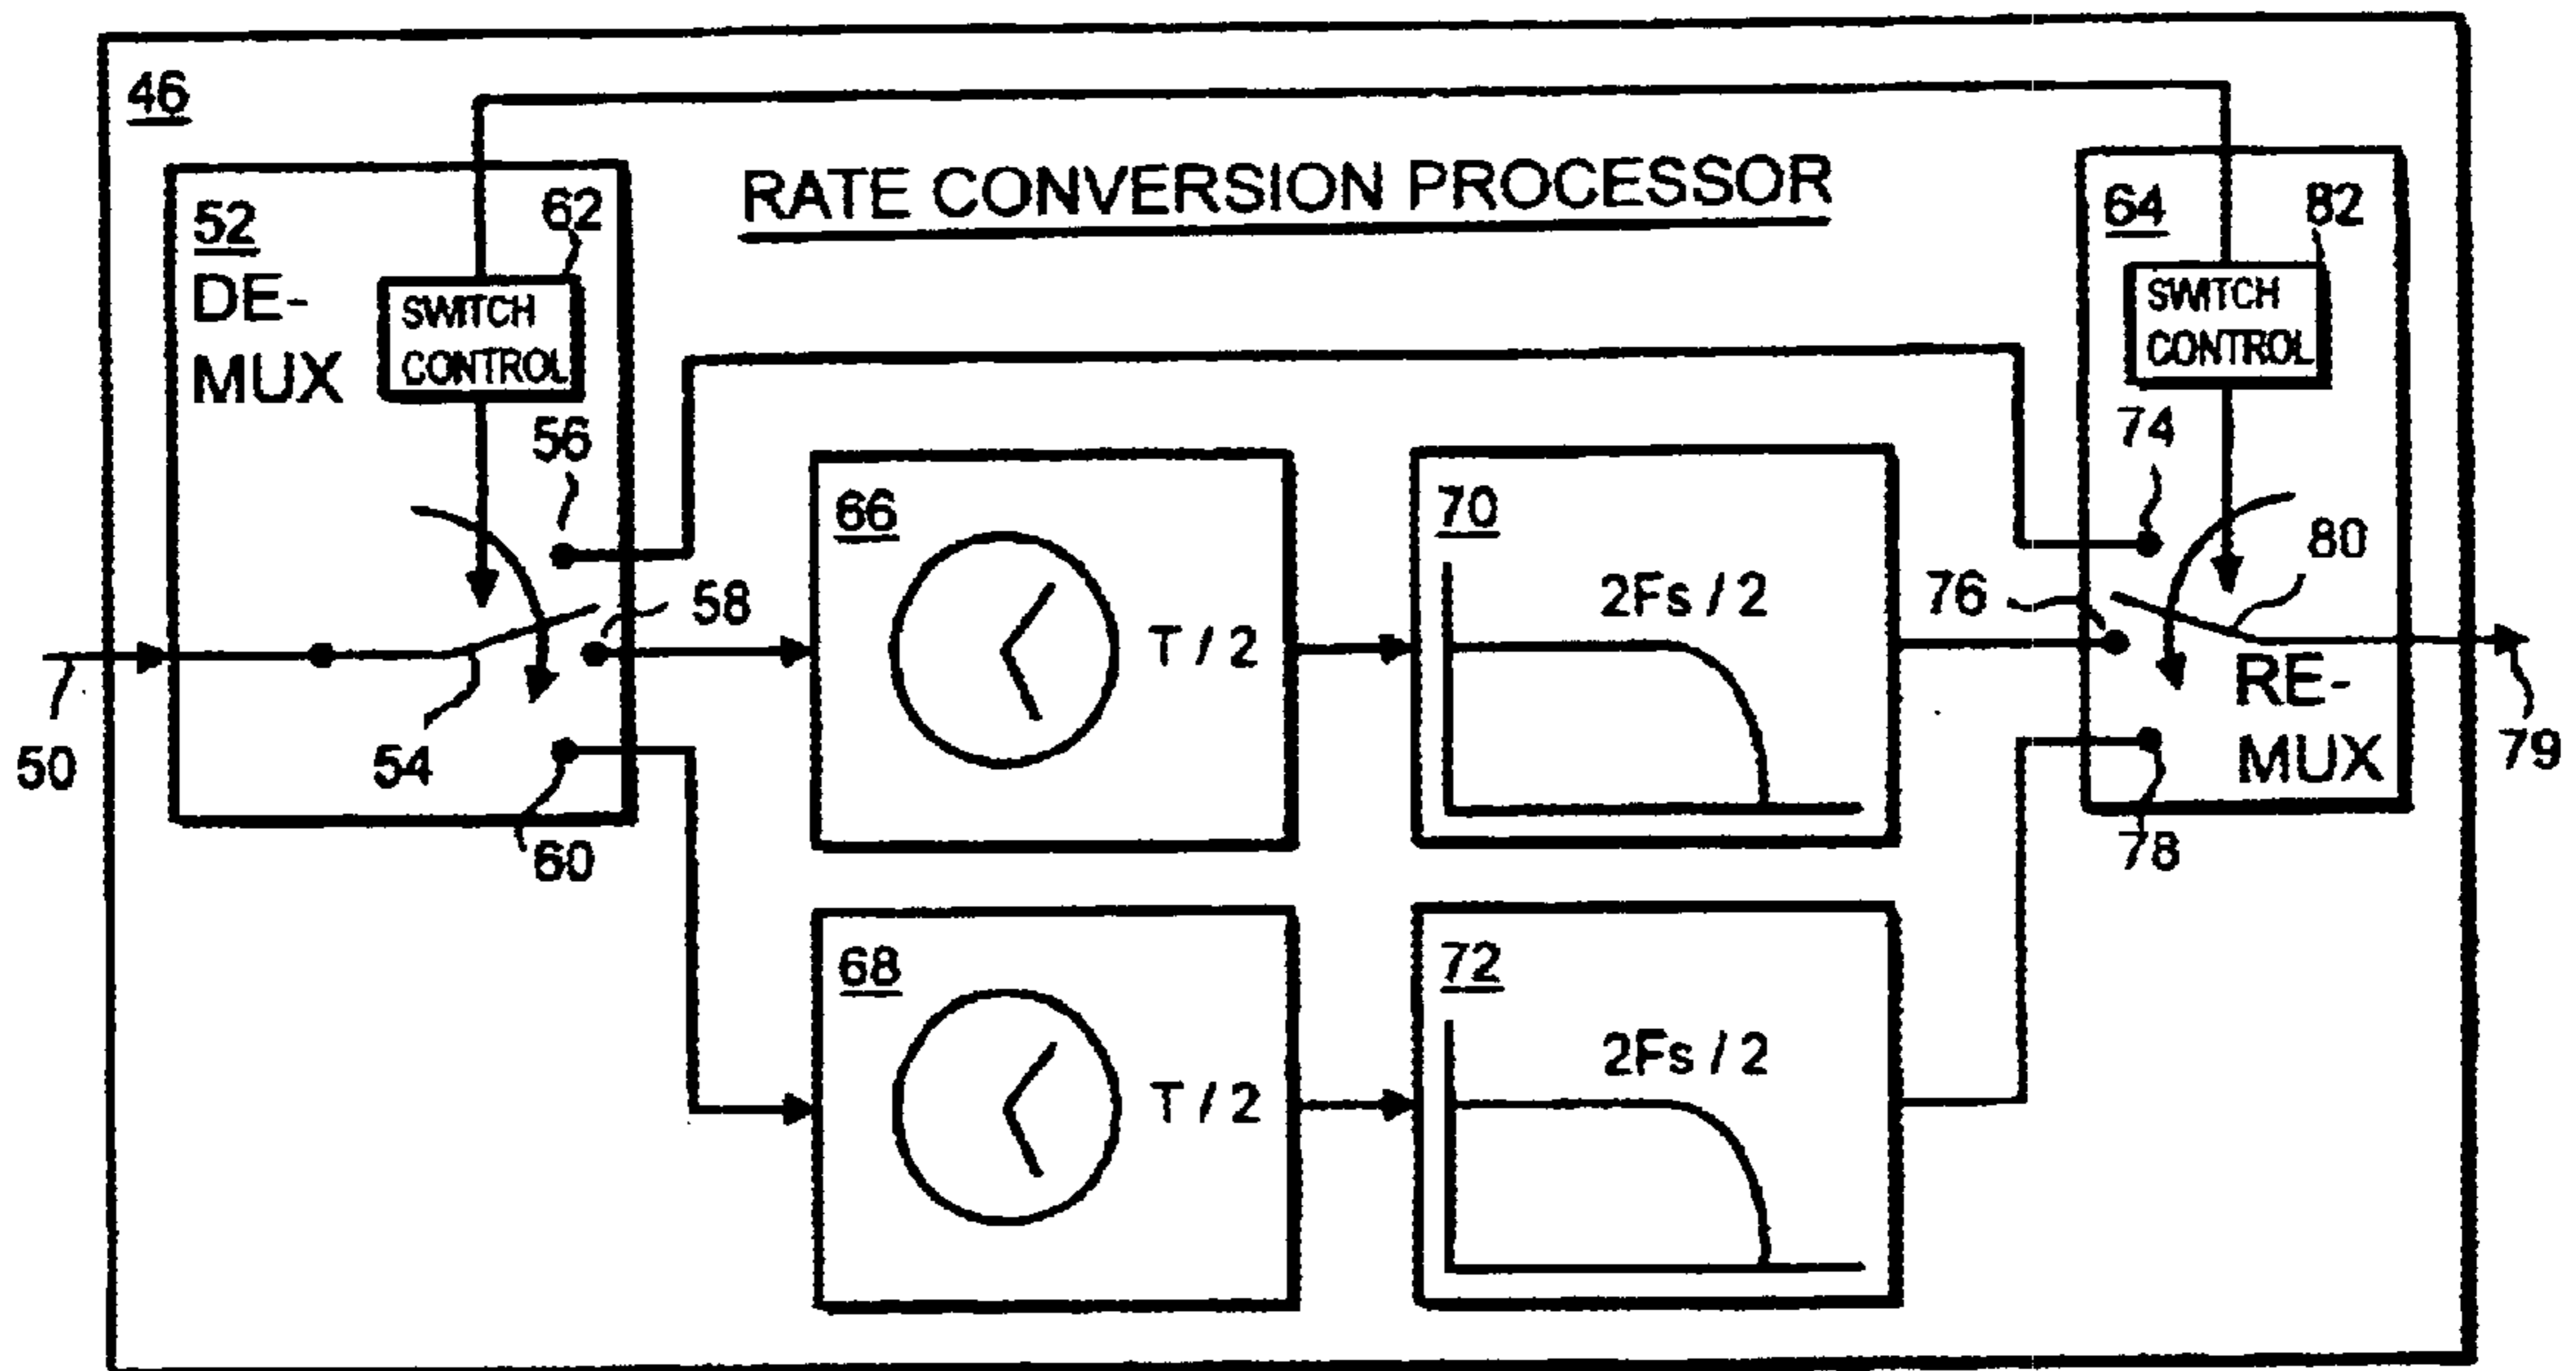 46
RATE CONVERSION PROCESSOR
52
DE-
MUX
62
SWITCH
CONTROL
56
58
54
60
50
66
T / 2
70
2Fs / 2
68
T / 2
72
2Fs / 2
64
82
SWITCH
CONTROL
74
80
76
RE-
MUX
78
79